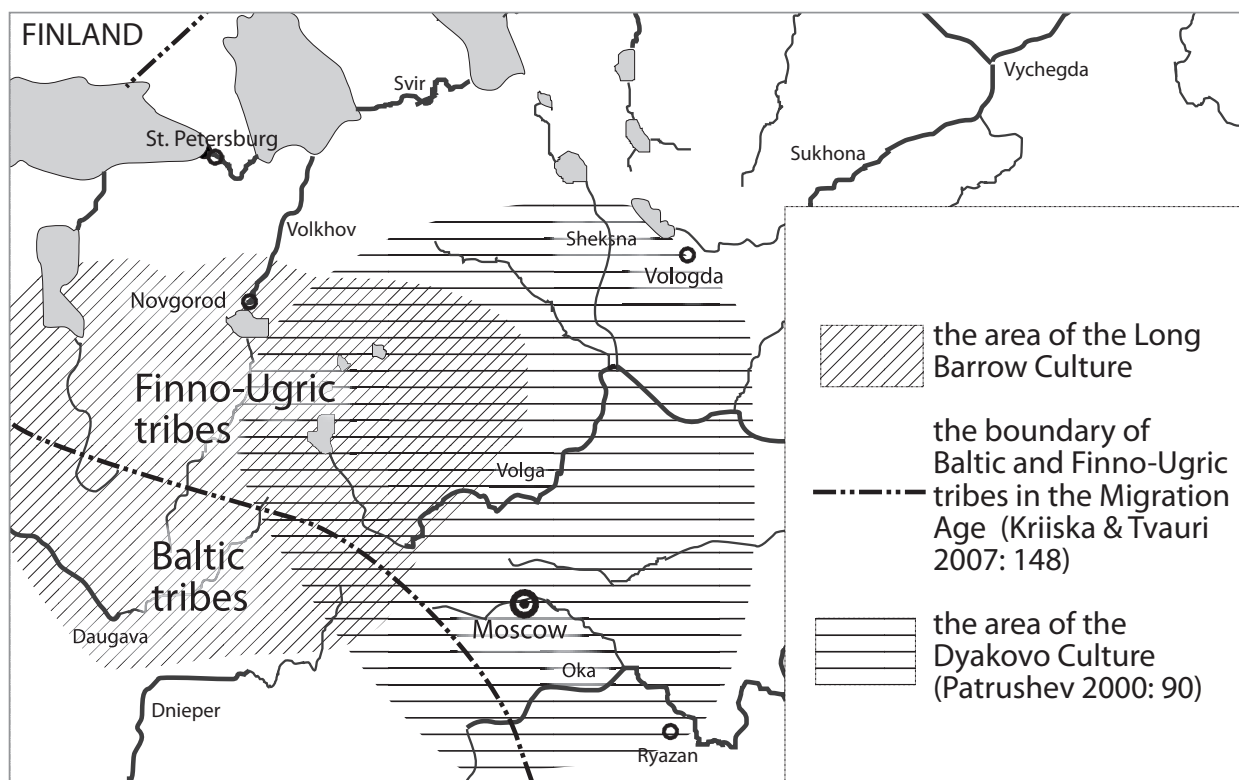 FINLAND
Svir
Vychegda
St. Petersburg
Sukhona
Volkhov
Sheksna
Vologda
Novgorod
Finno-Ugric
tribes
Volga
Baltic
tribes
Moscow
Daugava
Oka
Dnieper
Ryazan
the area of the Long
Barrow Culture
the boundary of
Baltic and Finno-Ugric
tribes in the Migration
Age (Kriiska & Tvauri
2007: 148)
the area of the
Dyakovo Culture
(Patrushev 2000: 90)